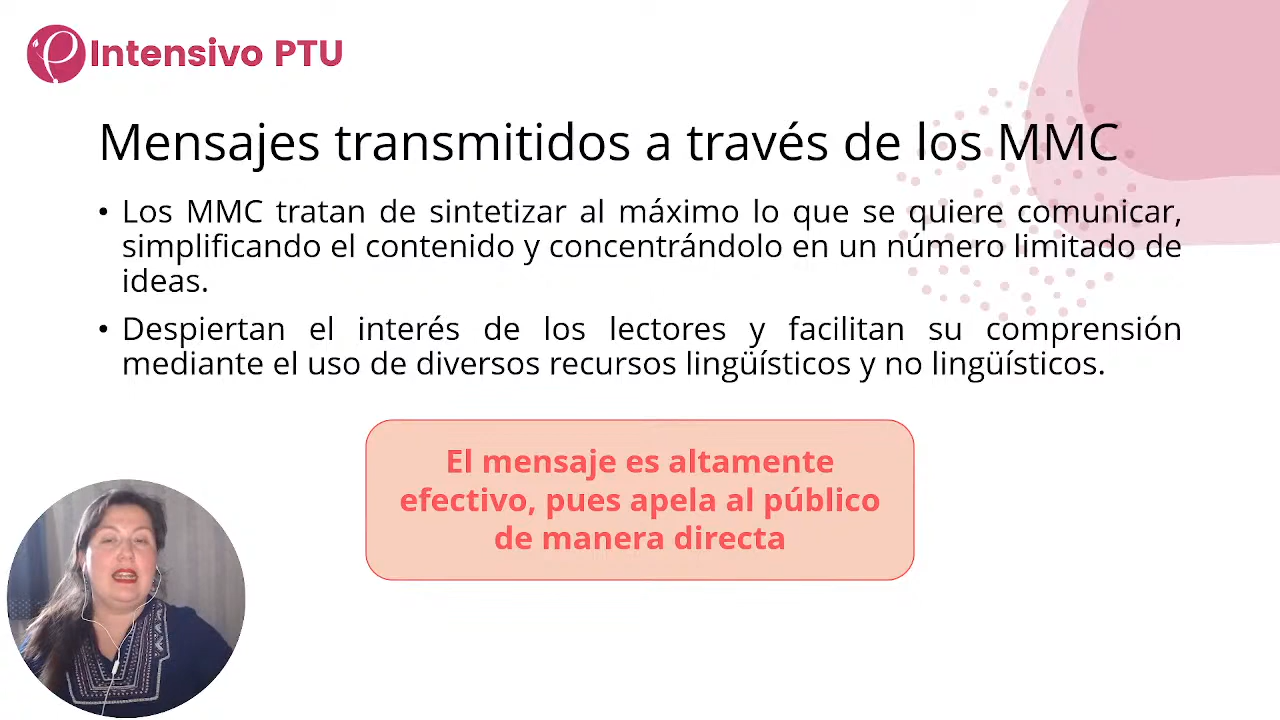 Intensivo PTU
Mensajes transmitidos a través de los MMC
• Los MMC tratan de sintetizar al máximo lo que se quiere comunicar,
simplificando el contenido y concentrándolo en un número limitado de
ideas.
• Despiertan el interés de los lectores y facilitan su comprensión
mediante el uso de diversos recursos lingüísticos y no lingüísticos.
El mensaje es altamente
efectivo, pues apela al público
de manera directa